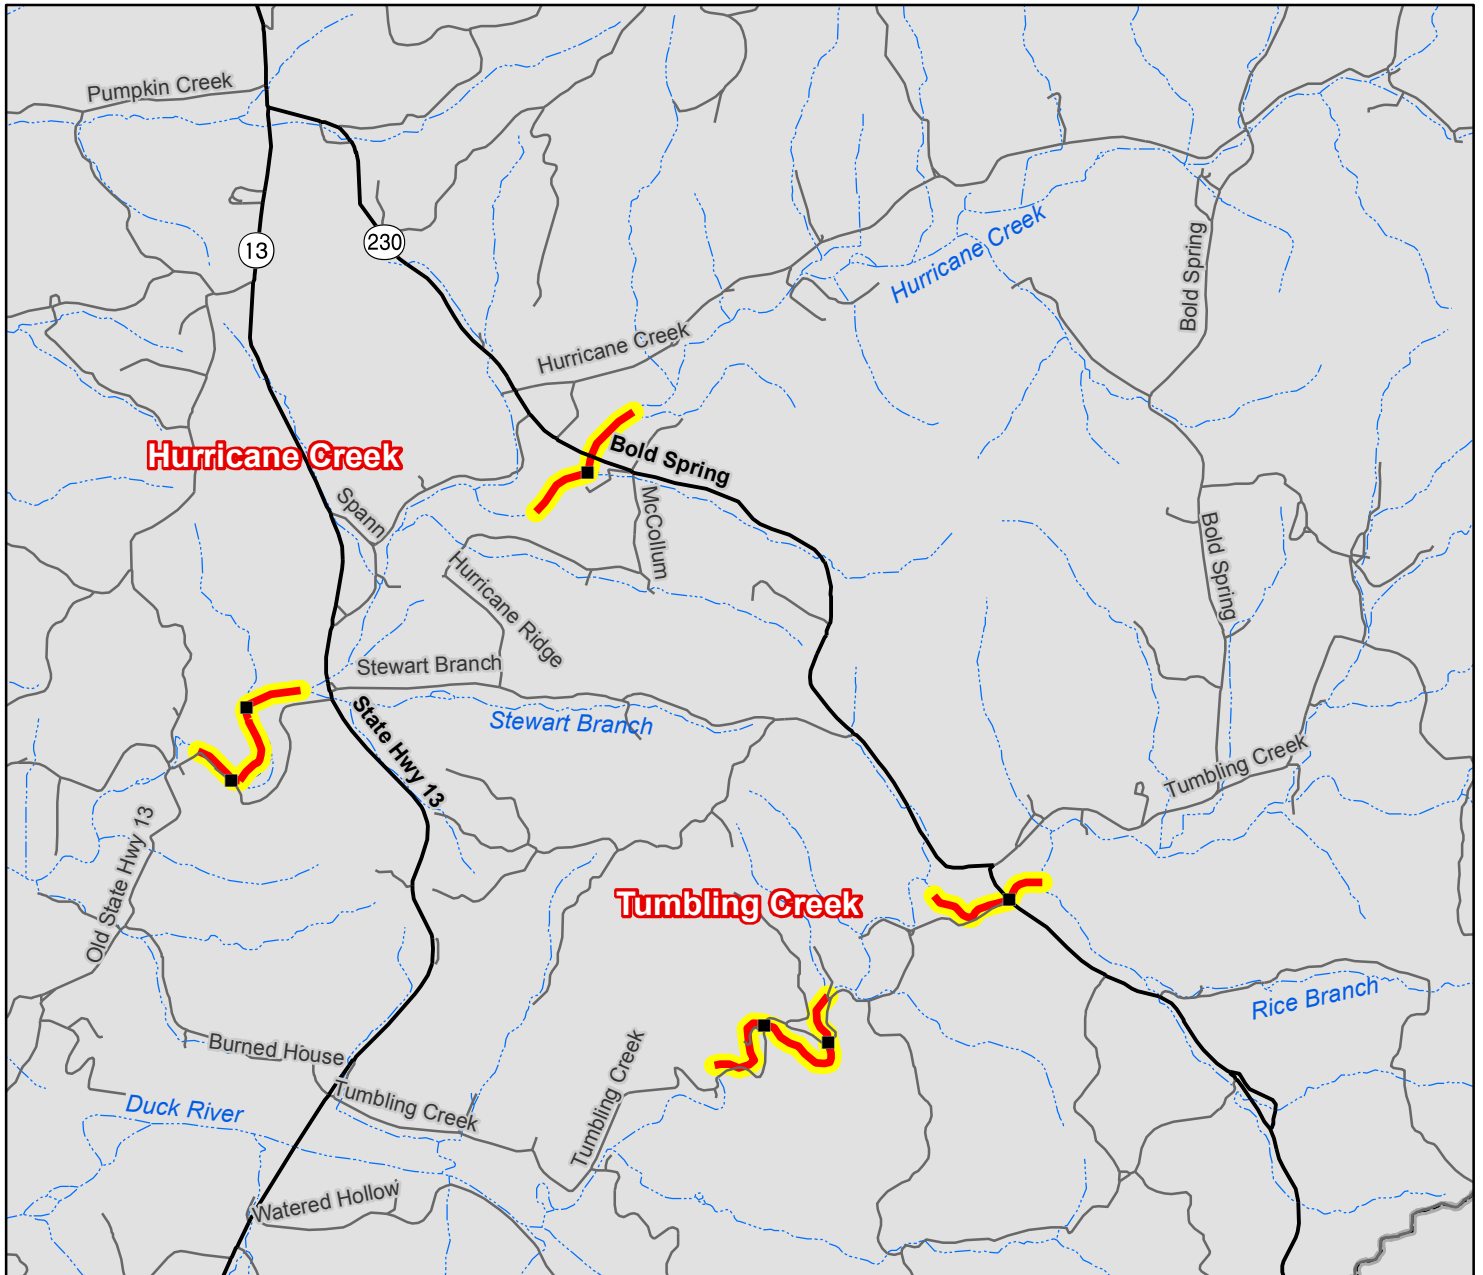 Pumpkin Creek
13
230
Hurricane Creek
Bold Spring
Hurricane Creek
Hurricane Creek
Bold Spring
Spann
McCollum
Bold Spring
Hurricane Ridge
Stewart Branch
Stewart Branch
State Hwy 13
Tumbling Creek
Old State Hwy 13
Tumbling Creek
Rice Branch
Burned House
Tumbling Creek
Duck River
Tumbling Creek
Watered Hollow